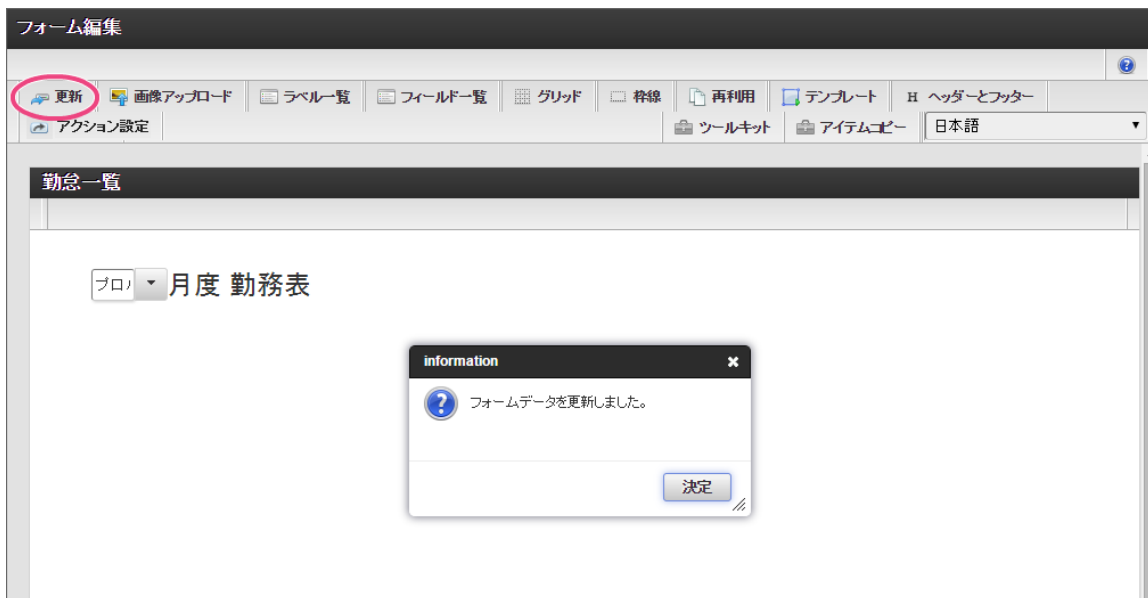 フォーム編集
更新 画像アップロード ラベル一覧 フィールド一覧 グリッド 枠線 再利用 テンプレート H ヘッダーとフッター
アクション設定 ツールキット アイテムコピー 日本語
勤怠一覧
月度 勤務表
information
フォームデータを更新しました。
決定